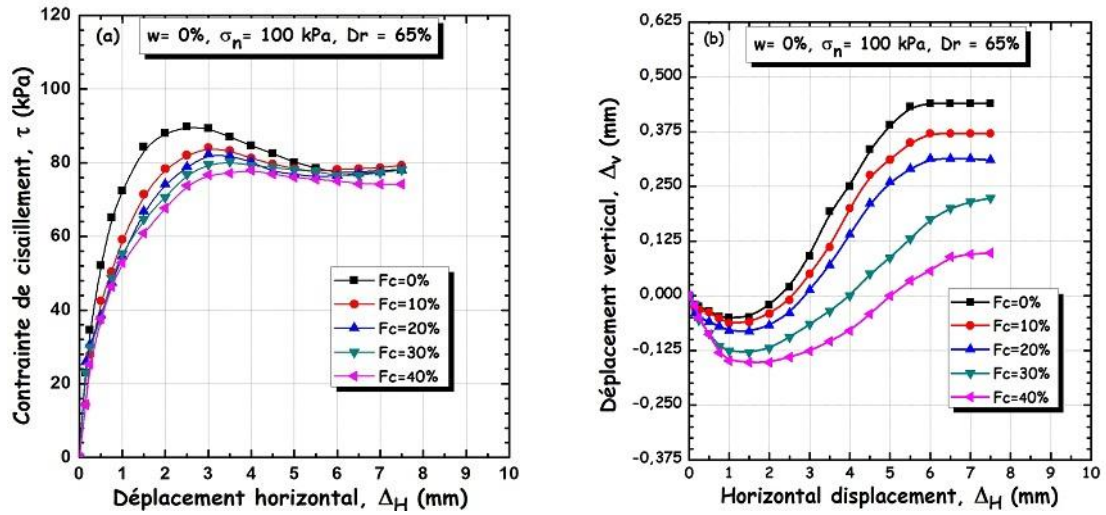 (a) w= 0%, σn= 100 kPa, Dr = 65%
Contrainte de cisaillement, τ (kPa)
120
100
80
60
40
20
0
Fc=0%
Fc=10%
Fc=20%
Fc=30%
Fc=40%
0 1 2 3 4 5 6 7 8 9 10
Déplacement horizontal, ΔH (mm)
(b) w= 0%, σn= 100 kPa, Dr = 65%
Déplacement vertical, Δv (mm)
0,625
0,500
0,375
0,250
0,125
0,000
-0,125
-0,250
-0,375
Fc=0%
Fc=10%
Fc=20%
Fc=30%
Fc=40%
0 1 2 3 4 5 6 7 8 9 10
Horizontal displacement, ΔH (mm)